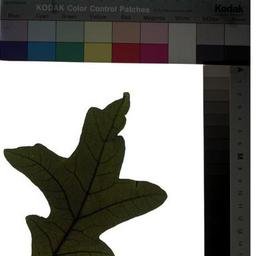 KODAK Color Control Patches
Kodak
Blue Cyan Green Yellow Red Magenta White 3/Color Black
A
M